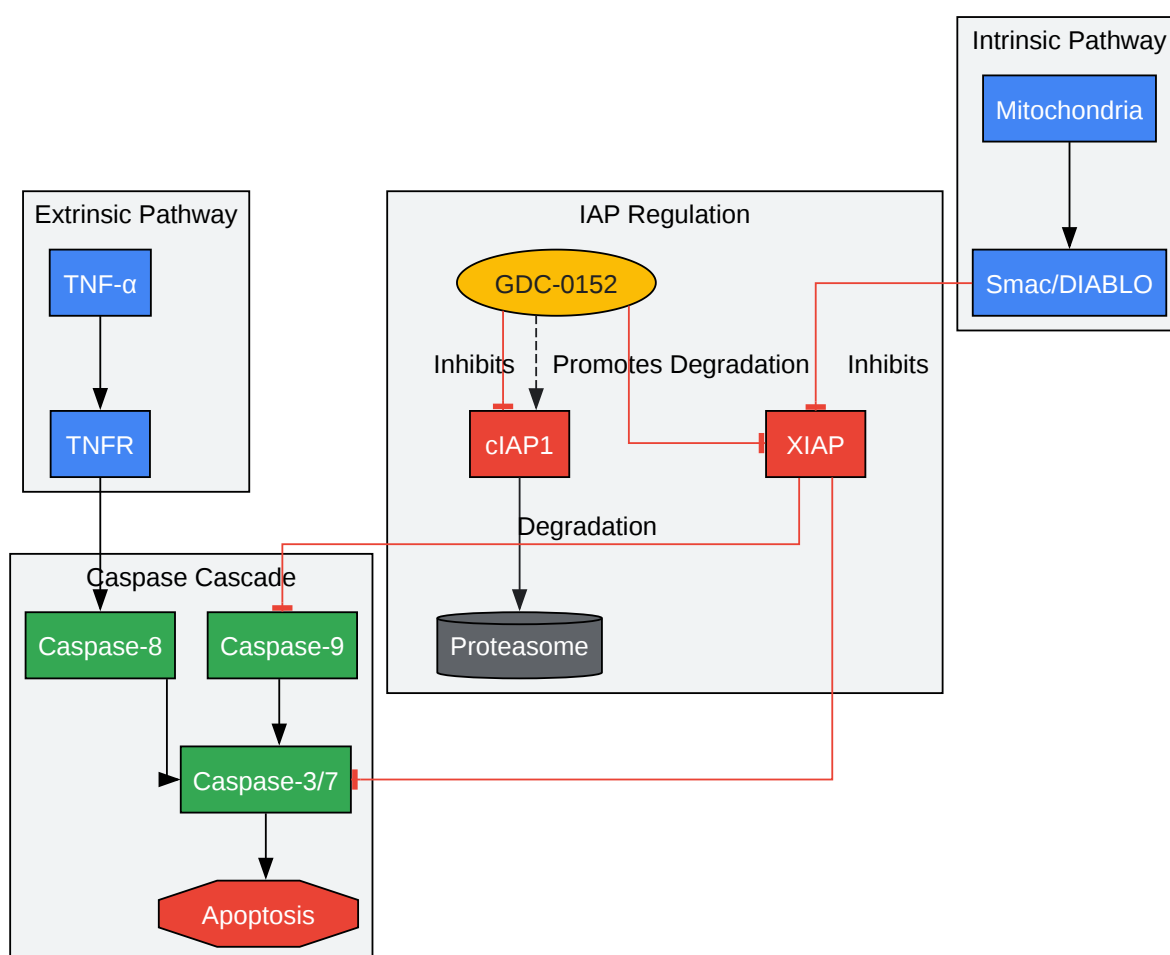 Intrinsic Pathway
Mitochondria
Smac/DIABLO
Extrinsic Pathway
TNF-α
TNFR
IAP Regulation
GDC-0152
Inhibits
Promotes Degradation
Inhibits
cIAP1
XIAP
Degradation
Proteasome
Caspase Cascade
Caspase-8
Caspase-9
Caspase-3/7
Apoptosis